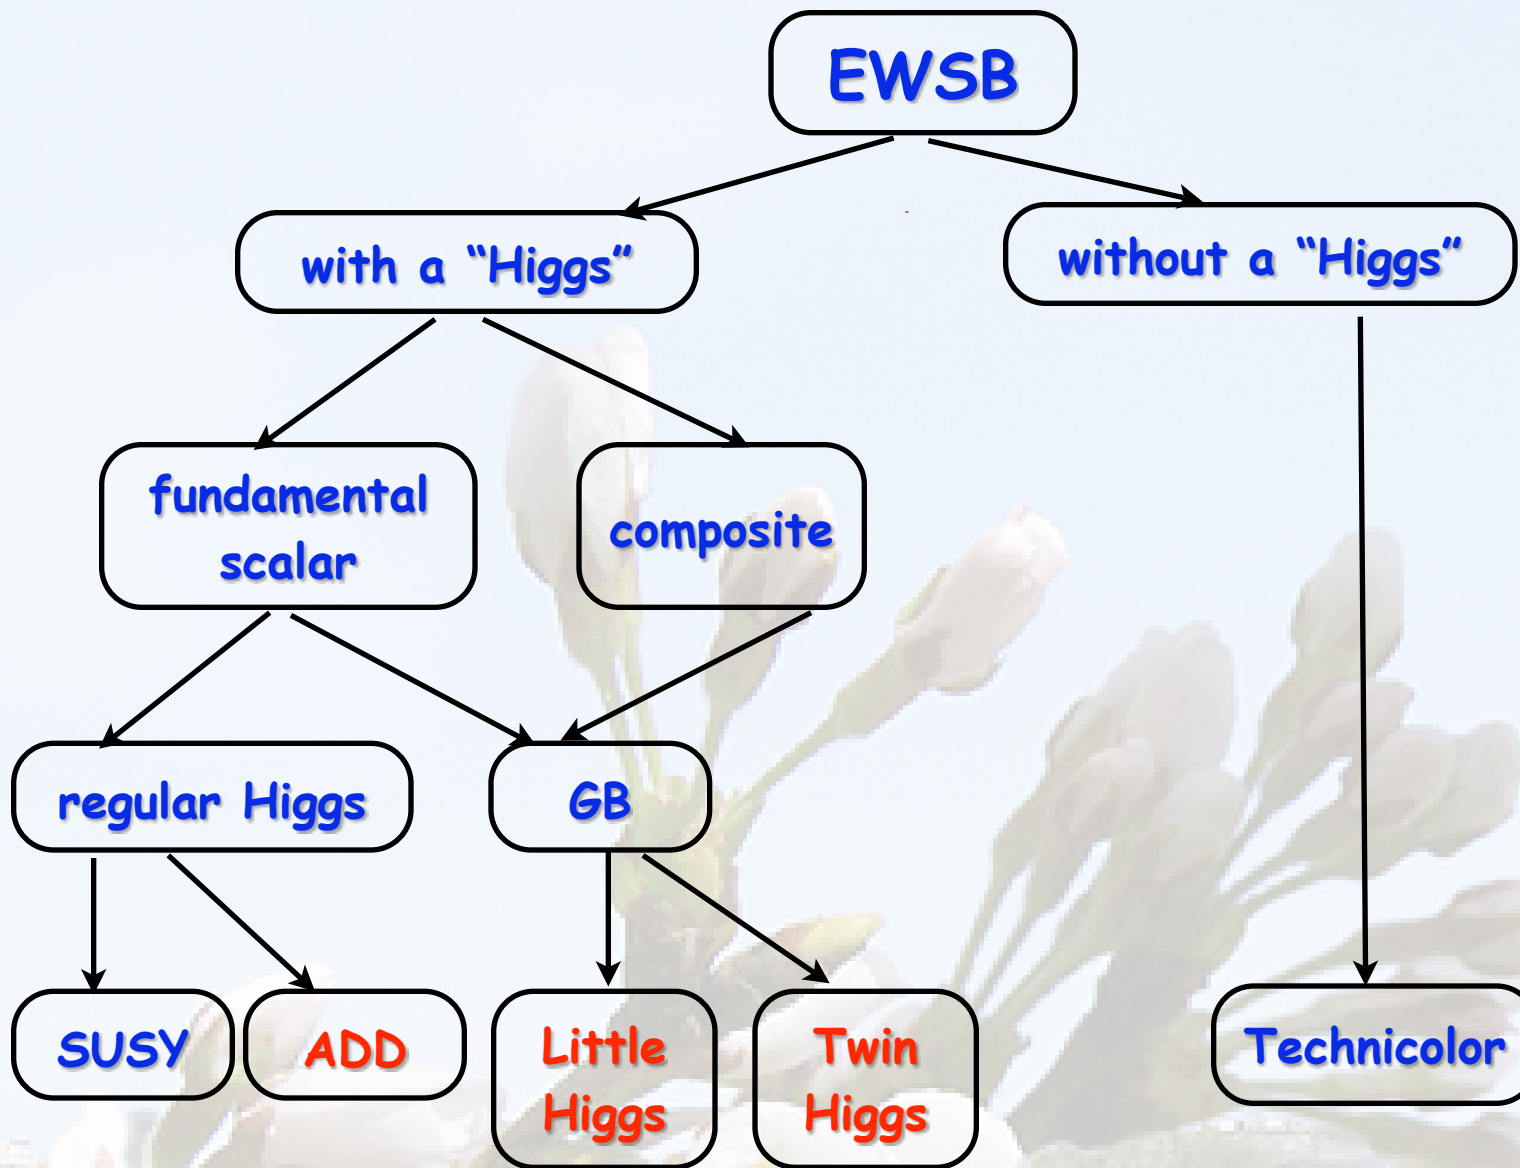 EWSB
with a “Higgs”
without a “Higgs”
fundamental
scalar
composite
regular Higgs
GB
SUSY
ADD
Little
Higgs
Twin
Higgs
Technicolor